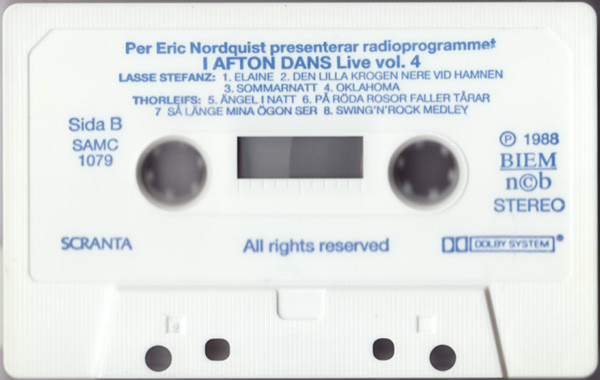 Per Eric Nordquist presenterar radioprogrammet
I AFTON DANS Live vol. 4
LASSE STEFANZ: 1. ELAINE 2. DEN LILLA KROGEN NERE VID HAMNEN
3. SOMMARNATT 4. OKLAHOMA
THORLEIFS: 5. ÄNGEL I NATT 6. PÅ RÖDA ROSOR FALLER TÅRAR
7 SÅ LÄNGE MINA ÖGON SER 8. SWING'N'ROCK MEDLEY
Sida B
SAMC
1079
℗ 1988
BIEM
n©b
STEREO
SCRANTA
All rights reserved
DOLBY SYSTEM®